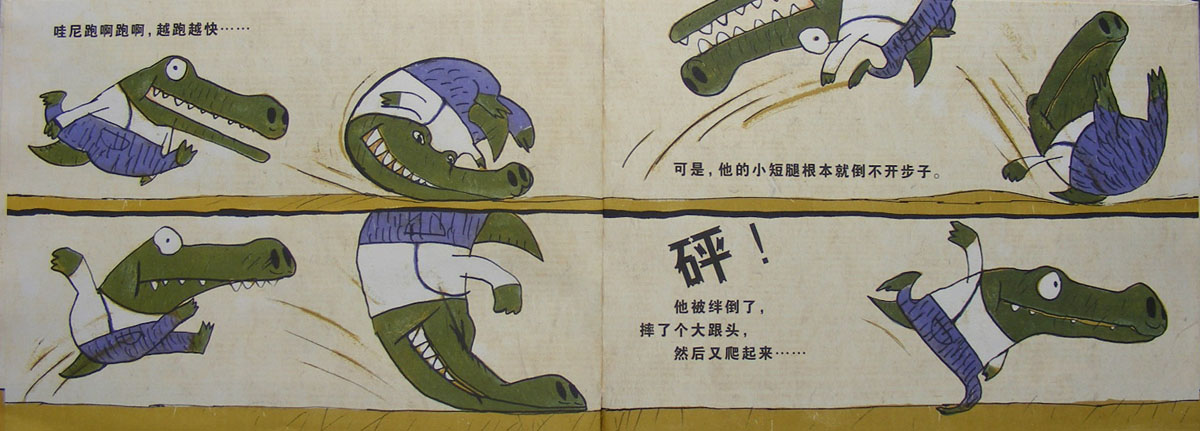 哇尼跑啊跑啊，越跑越快……
可是，他的小短腿根本就倒不开步子。
砰！
他被绊倒了，
摔了个大跟头，
然后又爬起来……